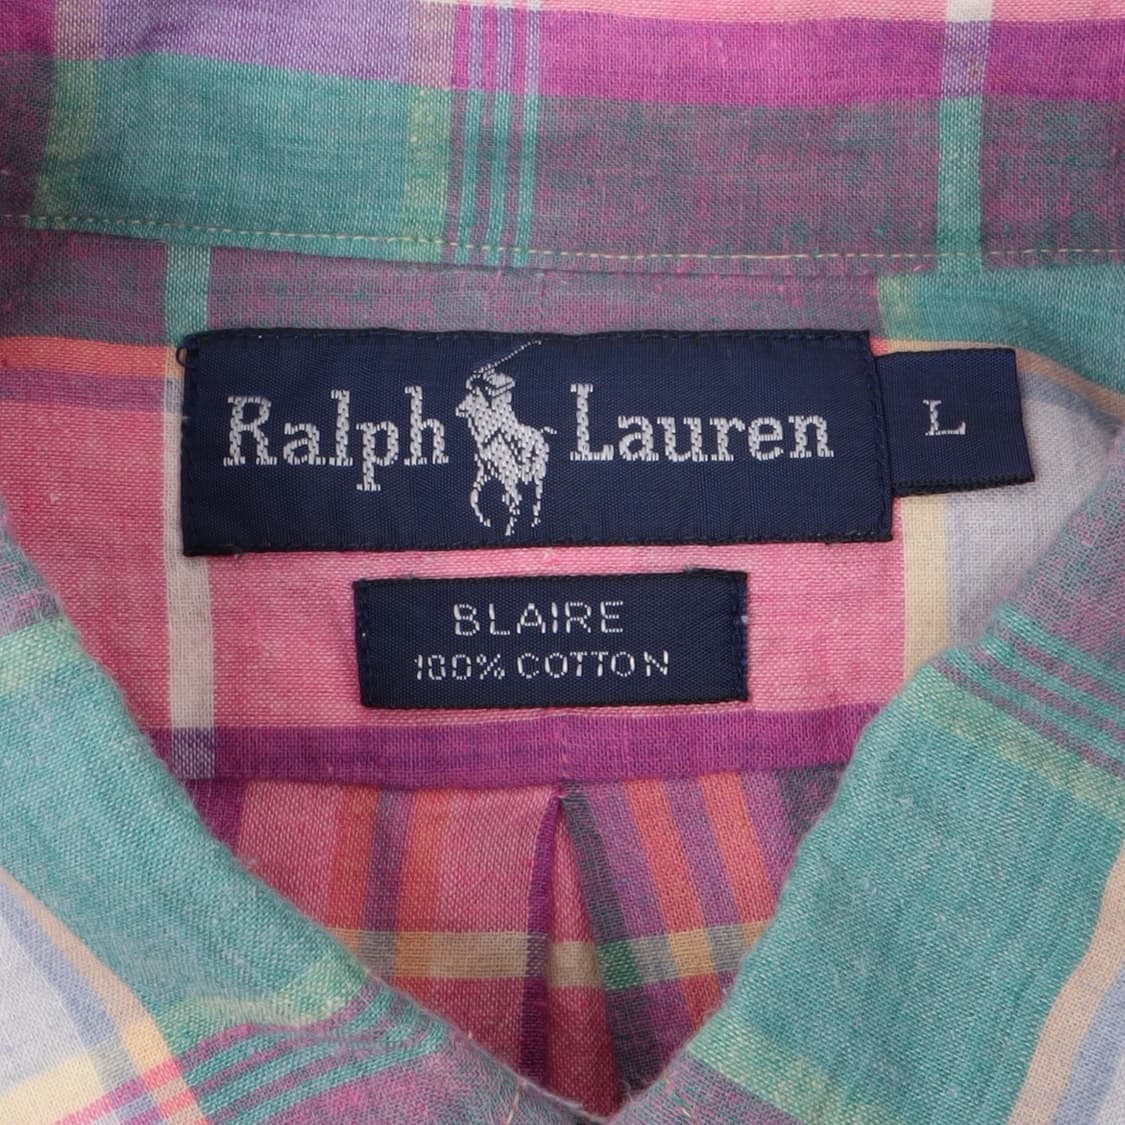 Ralph Lauren
L
BLAIRE
100% COTTON